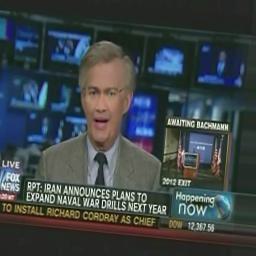 AWAITING BACHMANN
2012 EXIT
LIVE
FOX
NEWS
RPT: IRAN ANNOUNCES PLANS TO
EXPAND NAVAL WAR DRILLS NEXT YEAR
Happening
now
TO INSTALL RICHARD CORDRAY AS CHIEF
DOW 12,367.56